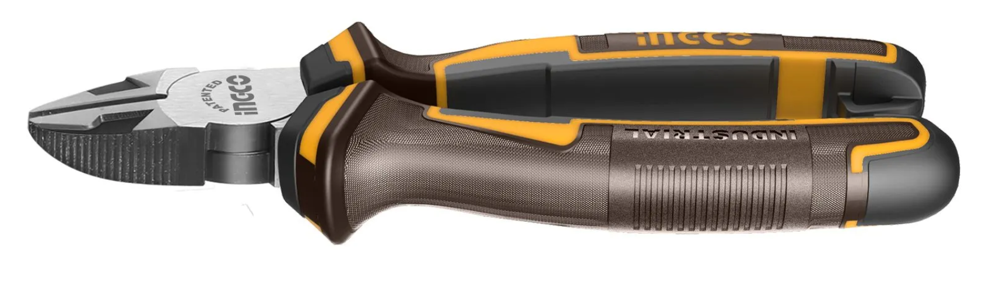 PATENTED
INGCO
INGCO
INDUSTRIAL